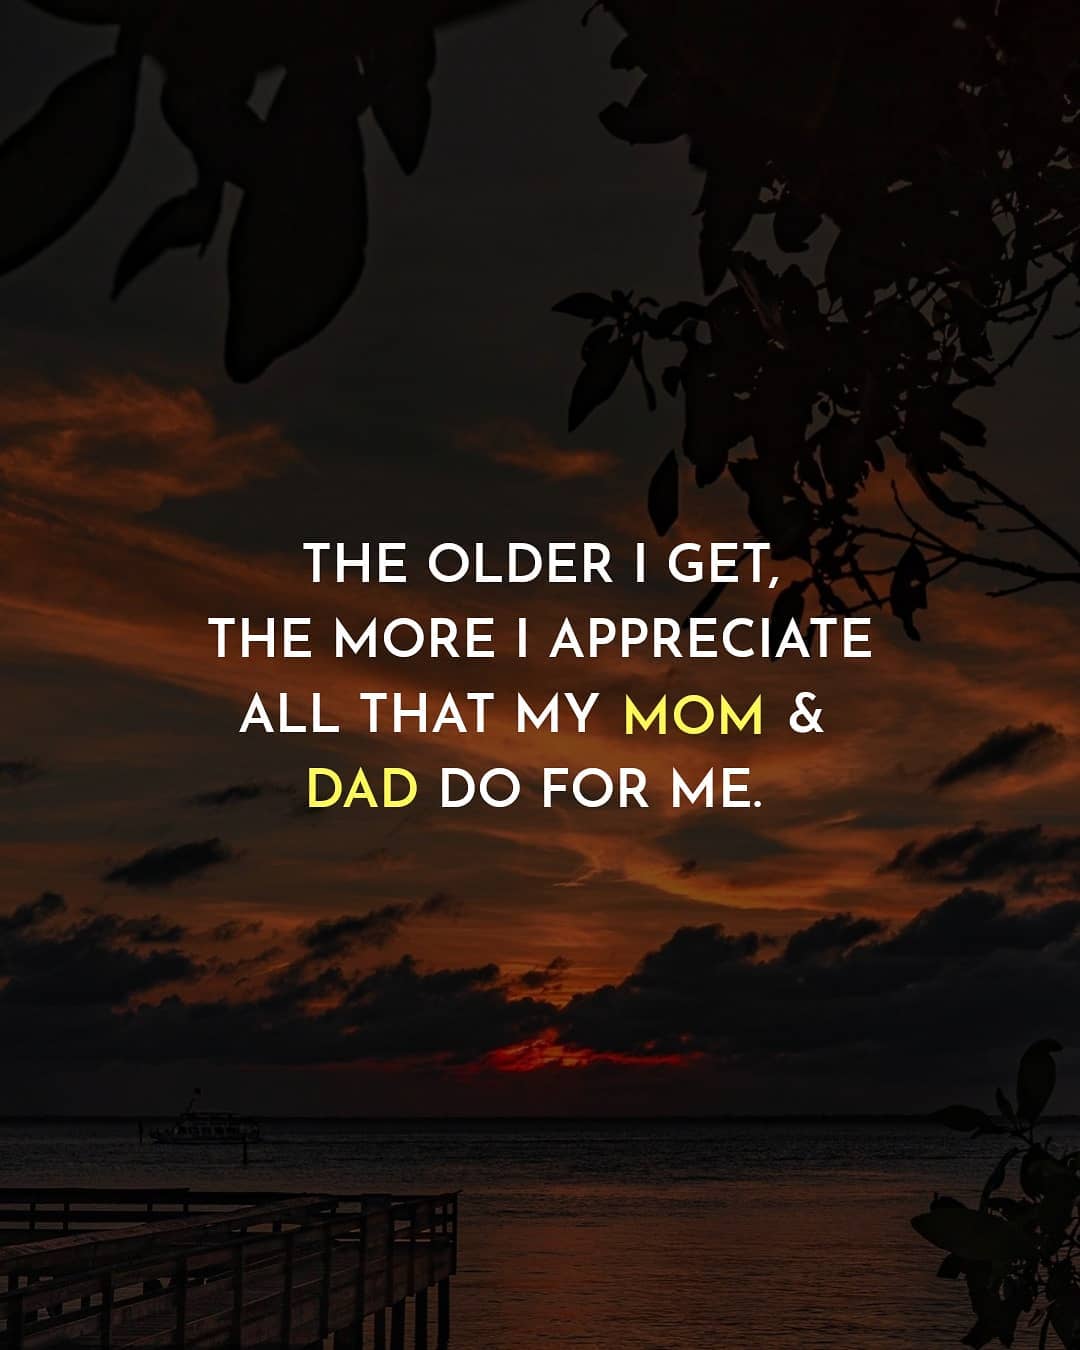 THE OLDER I GET,
THE MORE I APPRECIATE
ALL THAT MY MOM &
DAD DO FOR ME.